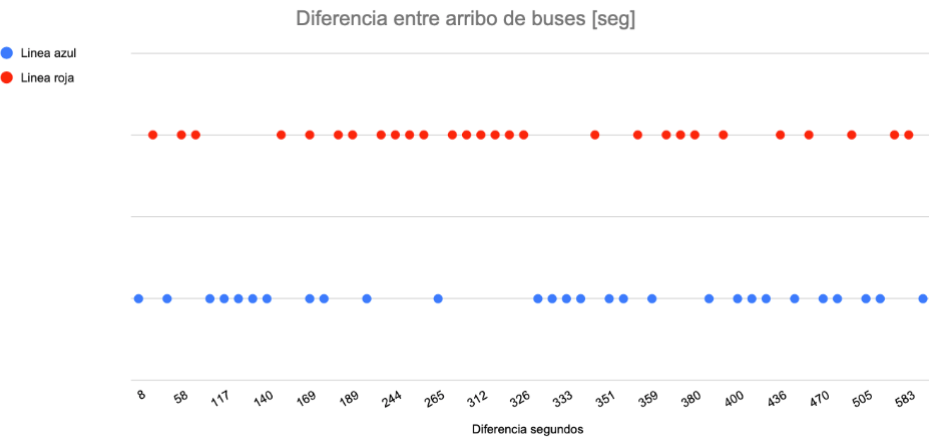 Diferencia entre arribo de buses [seg]
Linea azul
Linea roja
8 58 117 140 169 189 244 265 312 326 333 351 359 380 400 436 470 505 583
Diferencia segundos